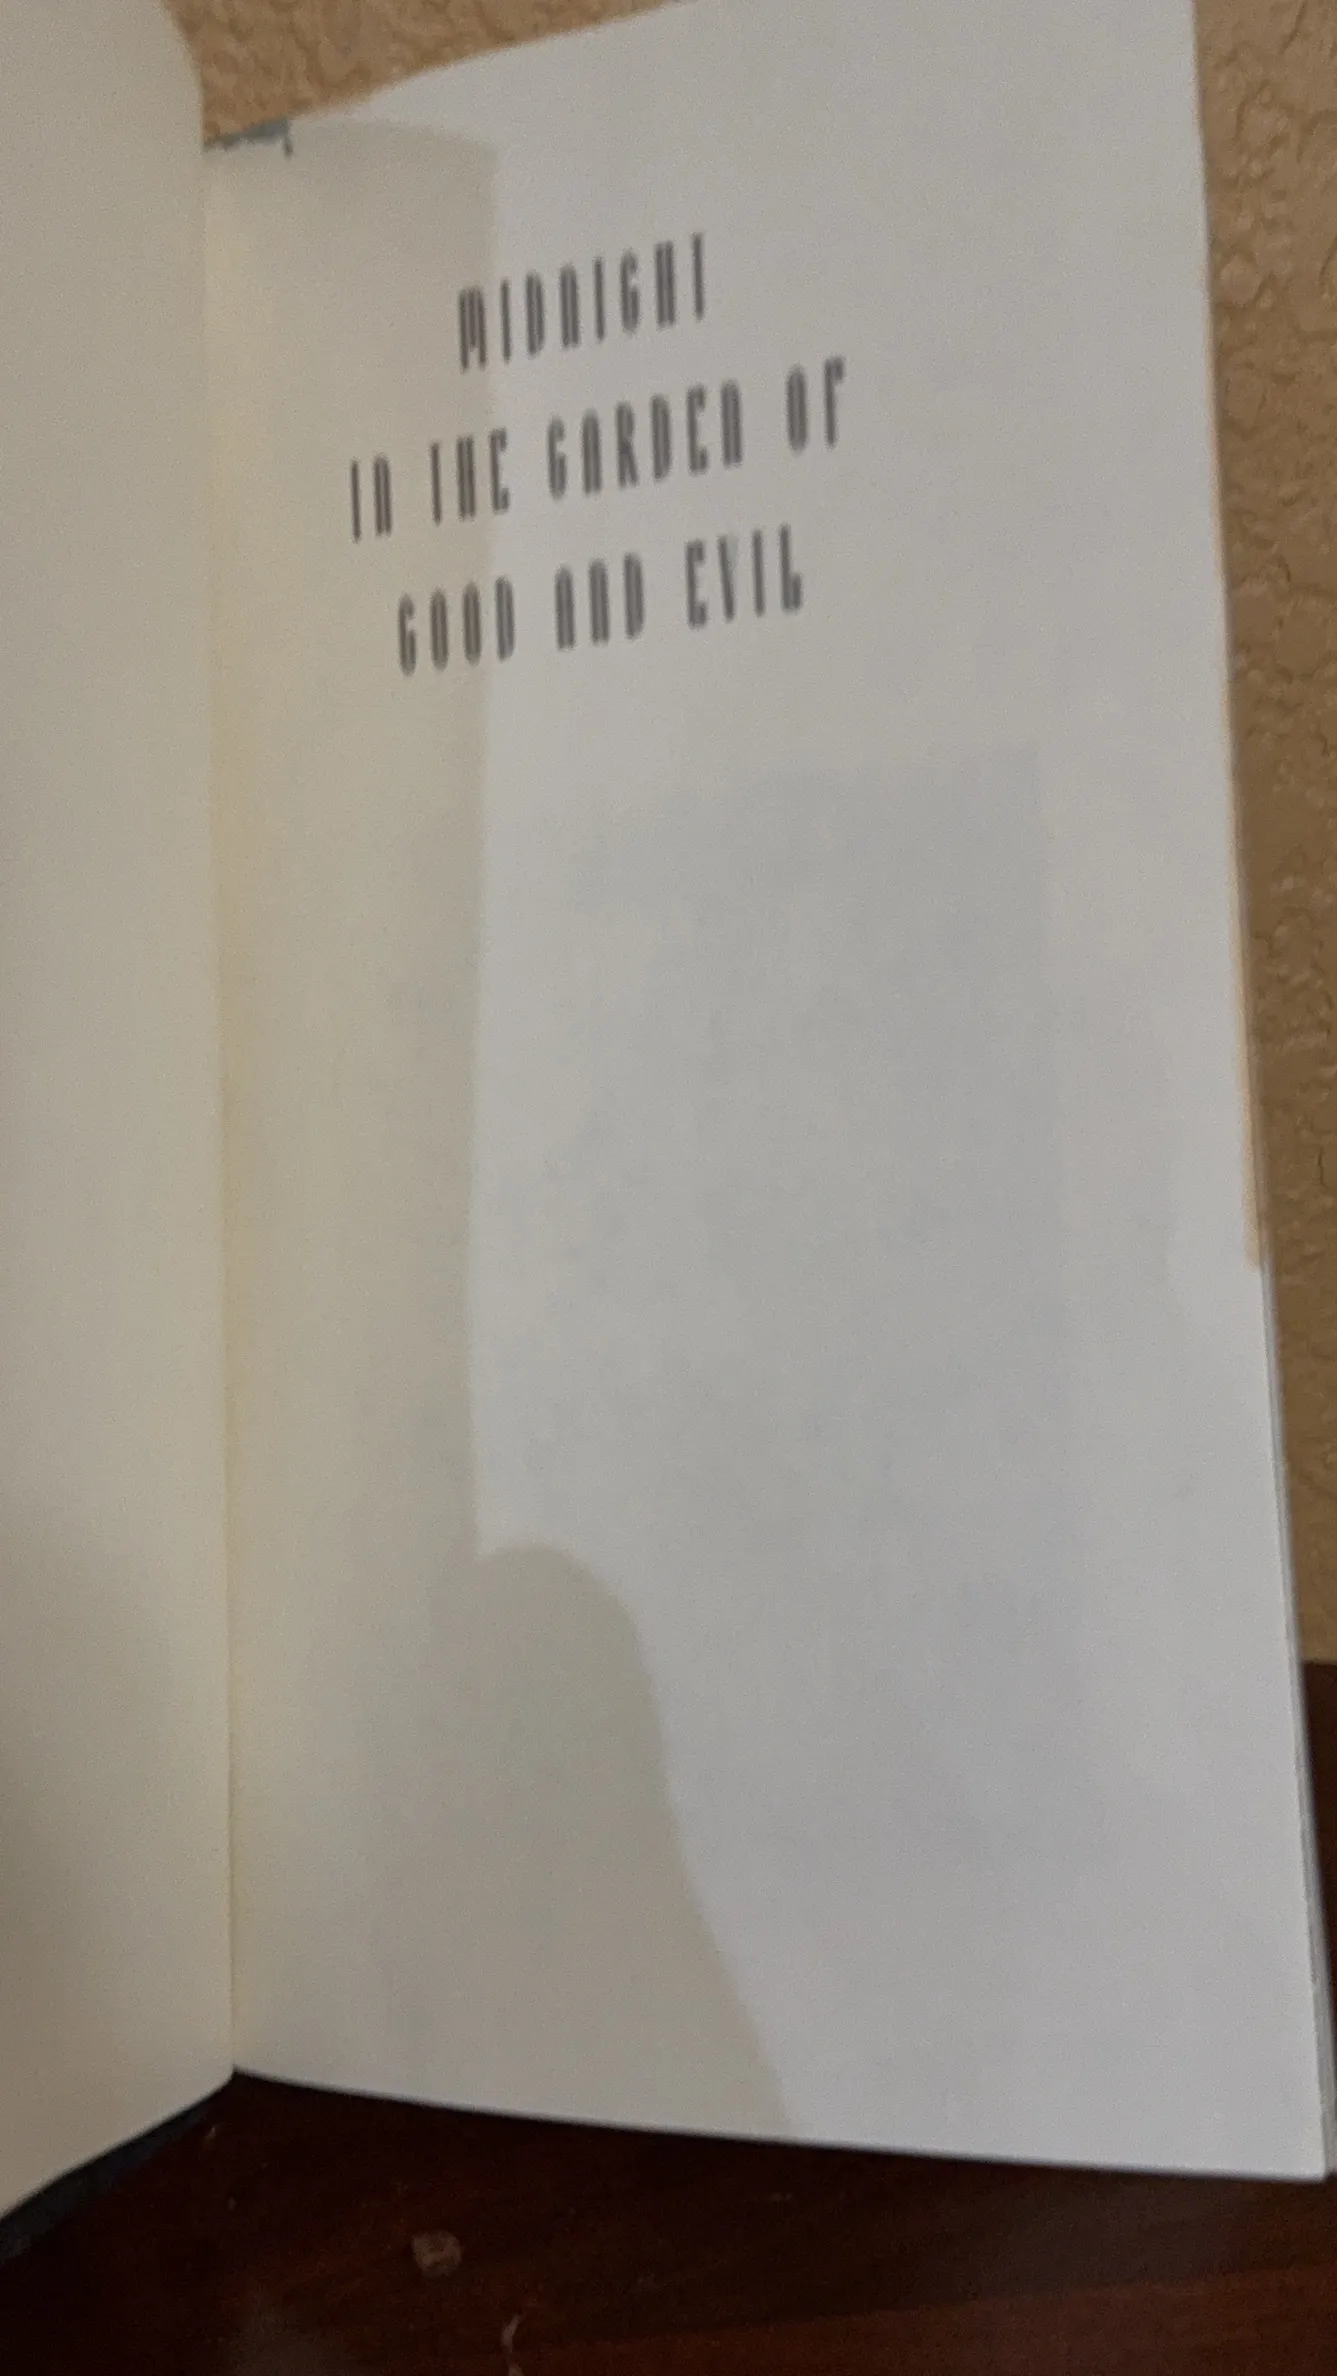 MIDNIGHT
IN THE GARDEN OF
GOOD AND EVIL